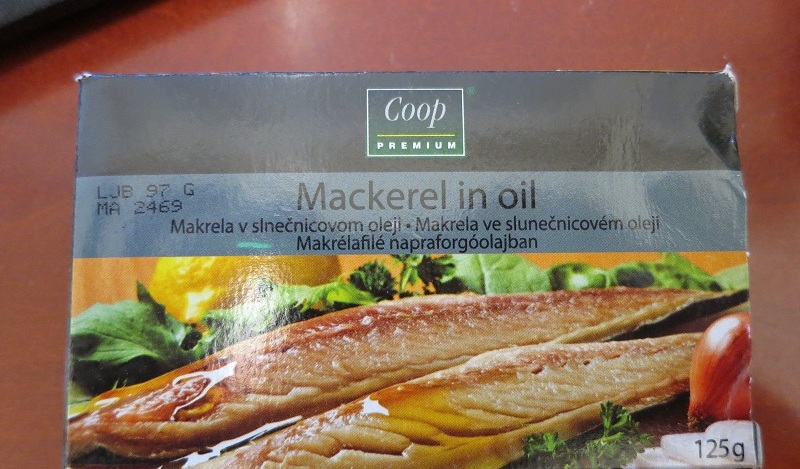 Coop
PREMIUM
LJB 97 G
MA 2469
Mackerel in oil
Makrela v slnečnicovom oleji • Makrela ve slunečnicovém oleji
Makrélafilé napraforgóolajban
125g